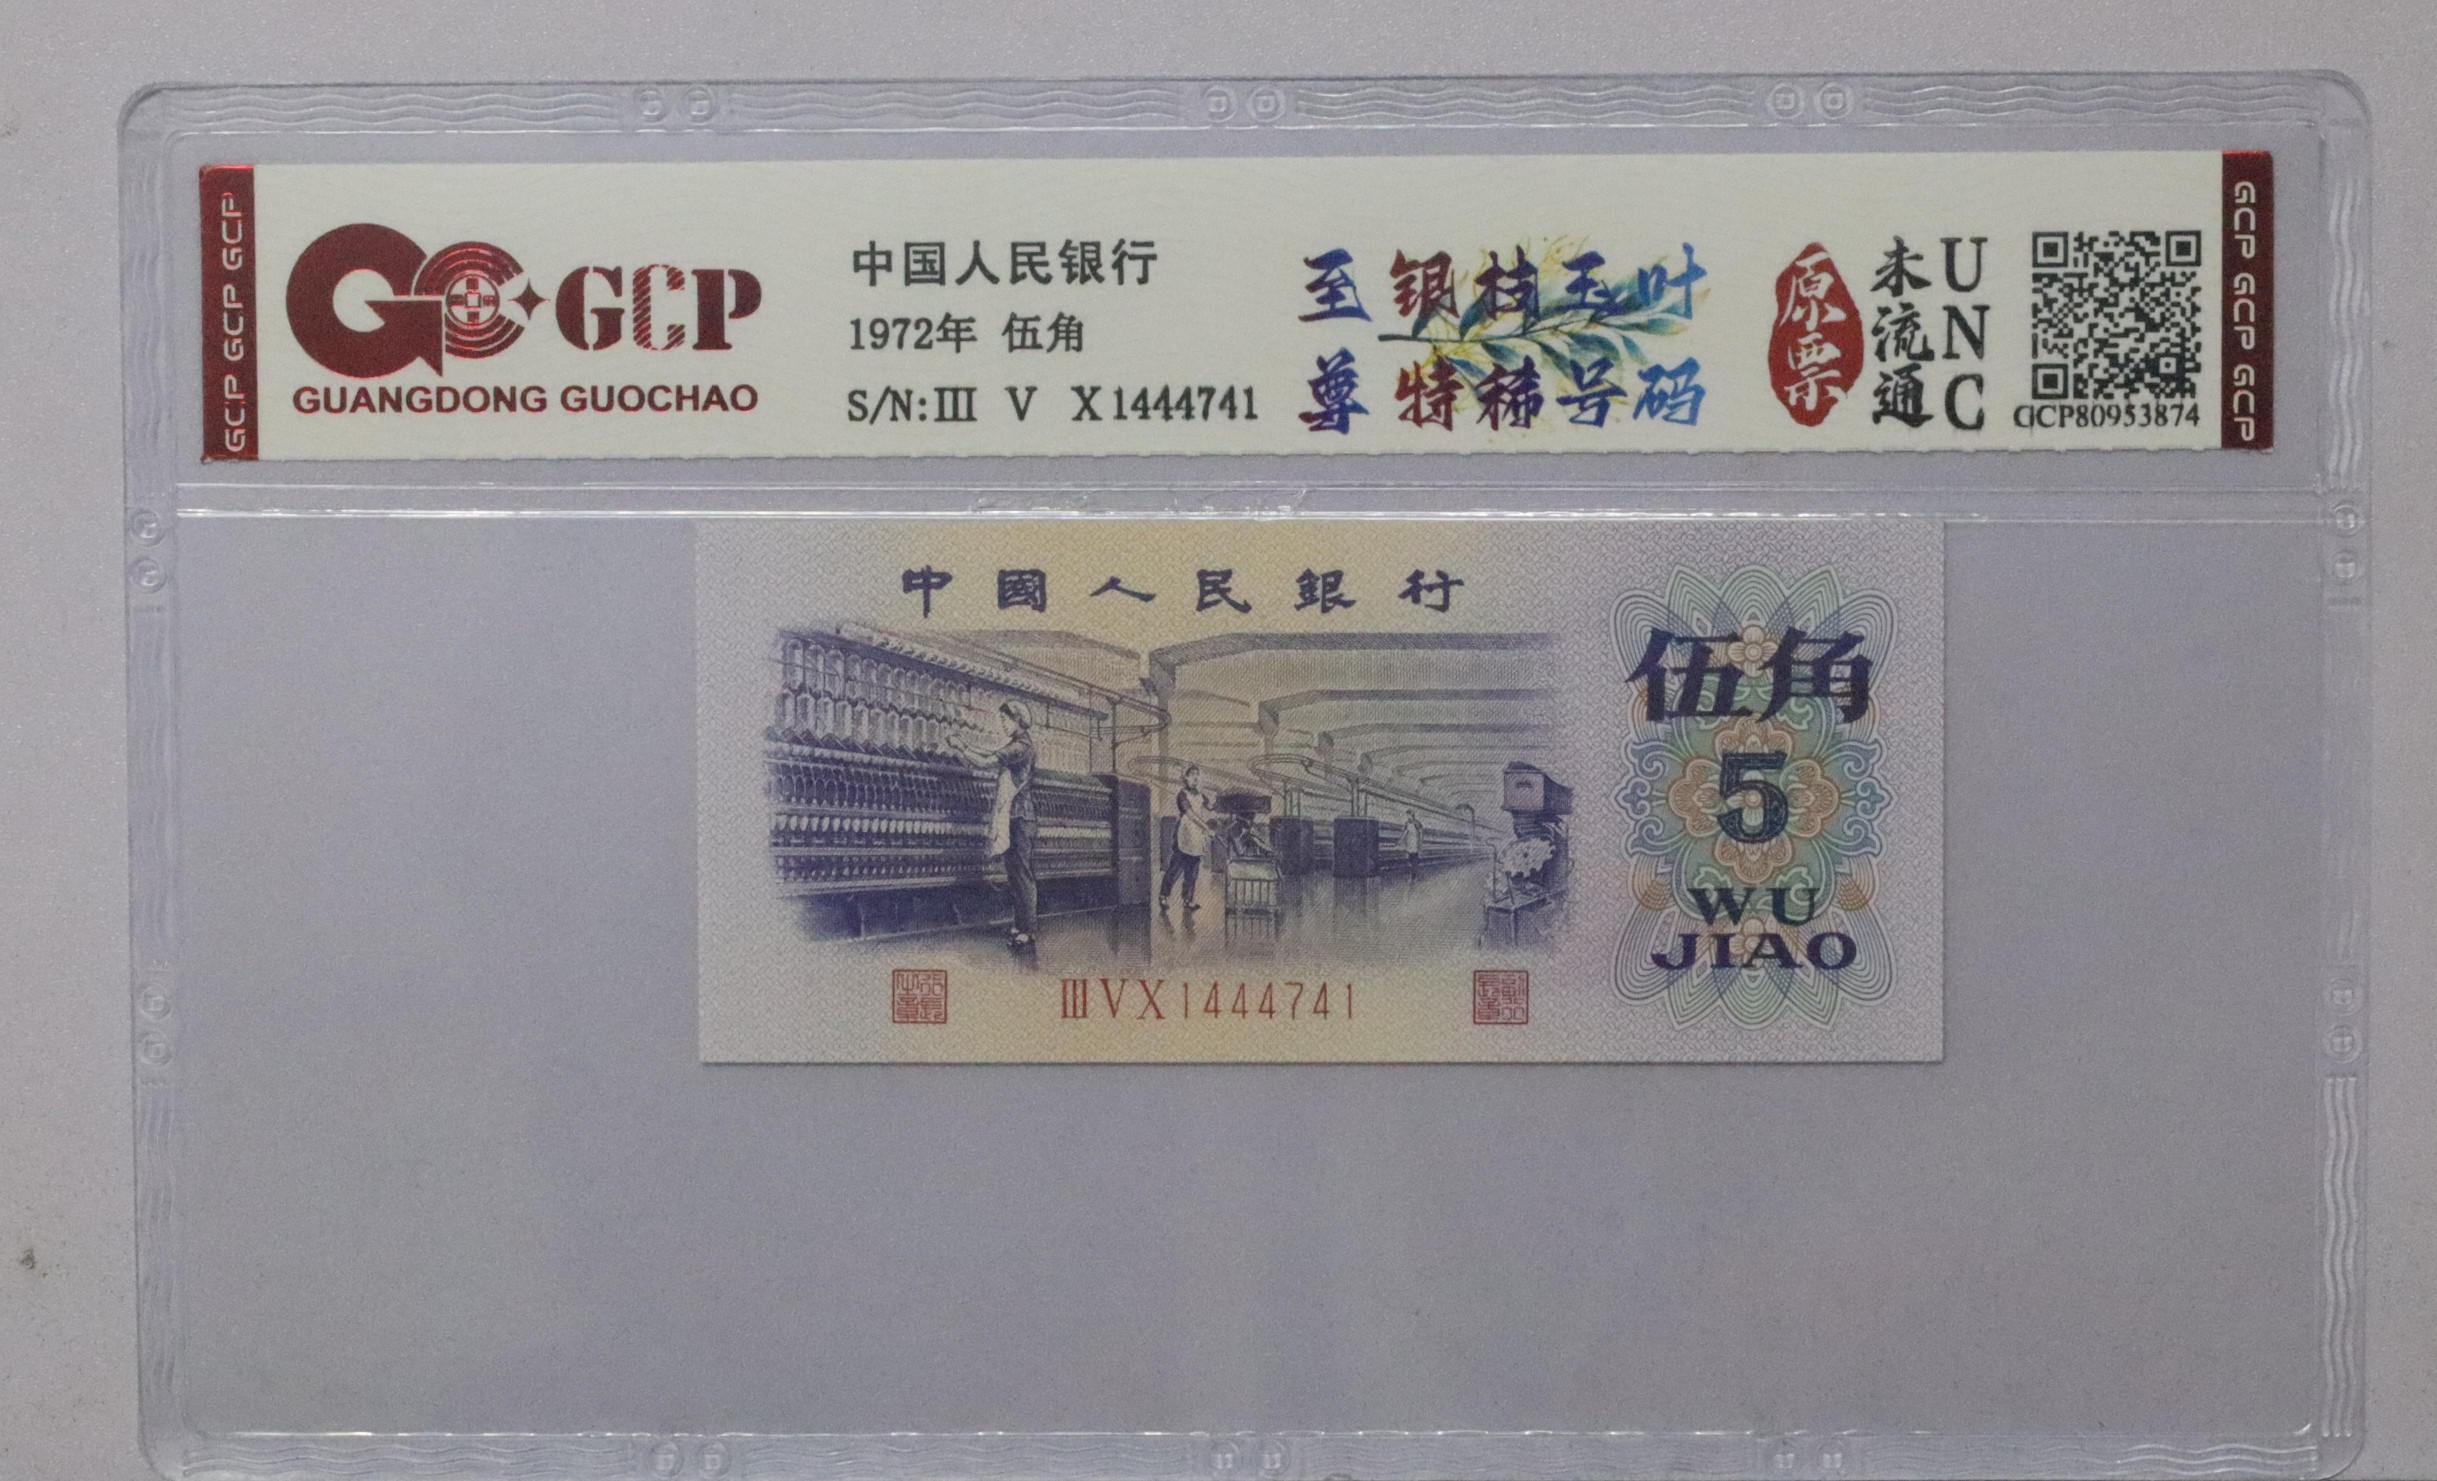 GCP GCP GCP
GCP
GUANGDONG GUOCHAO
中国人民银行
1972年 伍角
S/N:III V X1444741
至尊
银枝玉叶
特稀号码
原票
未流通
UNC
GCP80953874
GCP GCP GCP
中國人民銀行
伍角
5
WU
JIAO
III V X 1444741